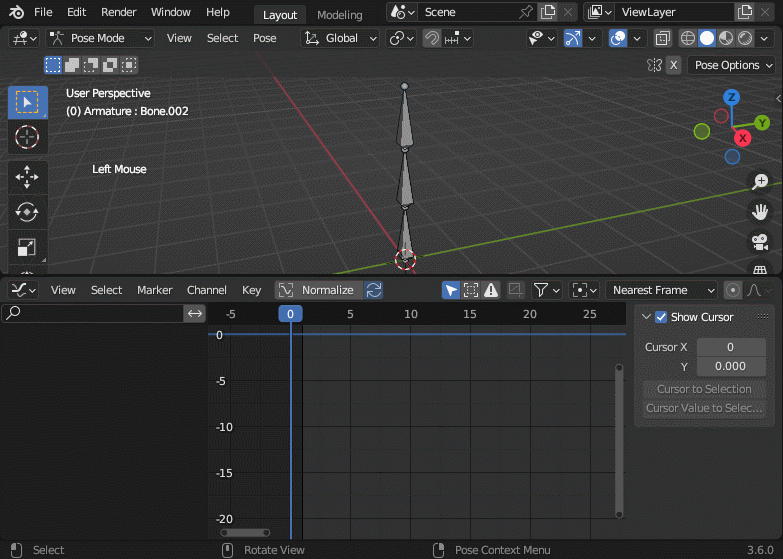 File Edit Render Window Help Layout Modeling Scene ViewLayer
Pose Mode View Select Pose Global
X Pose Options
User Perspective
(0) Armature : Bone.002
Z
Y
X
Left Mouse
View Select Marker Channel Key Normalize Nearest Frame
-5 0 5 10 15 20 25
0
-5
-10
-15
-20
Show Cursor
Cursor X 0
Y 0.000
Cursor to Selection
Cursor Value to Selec...
Select Rotate View Pose Context Menu 3.6.0